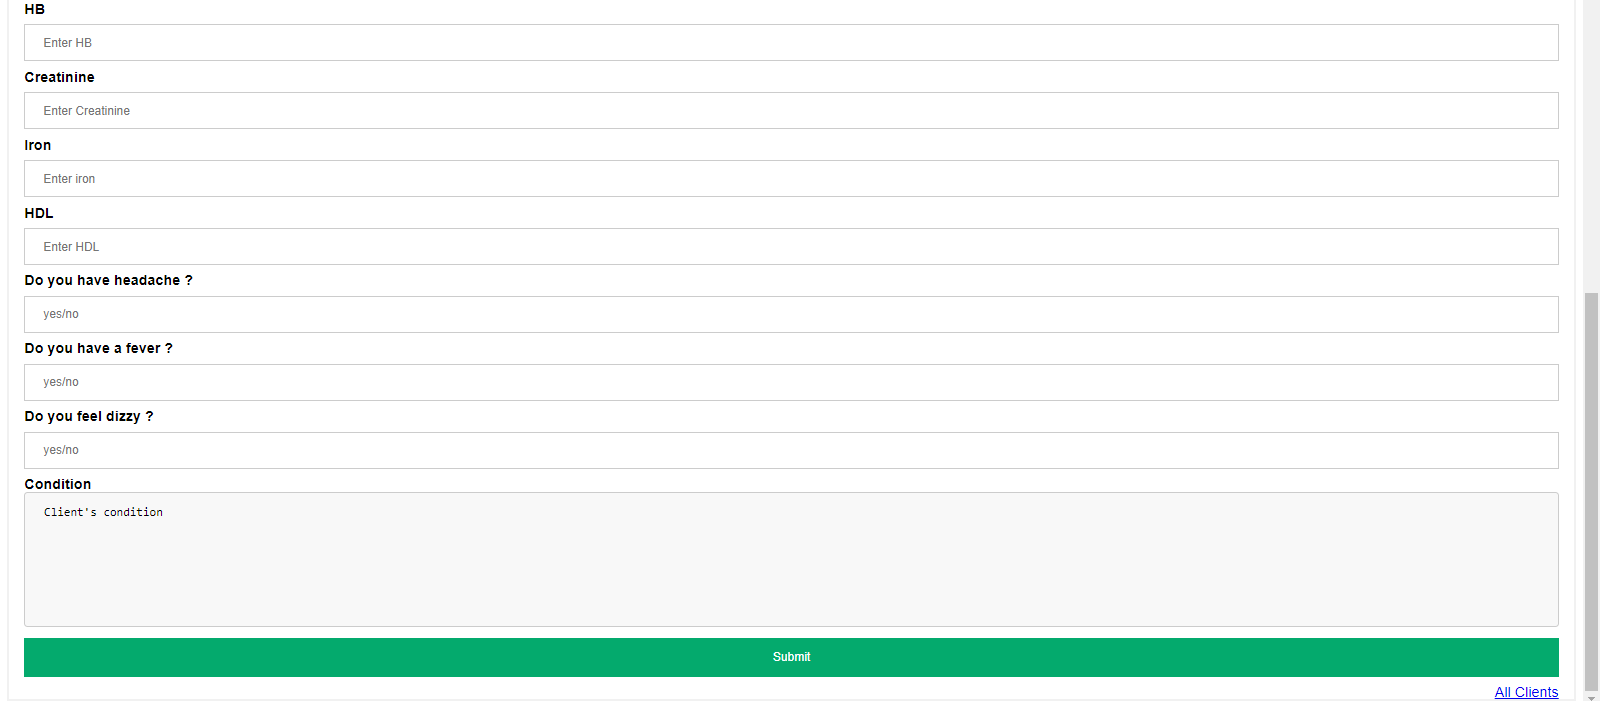 HB
Enter HB
Creatinine
Enter Creatinine
Iron
Enter iron
HDL
Enter HDL
Do you have headache ?
yes/no
Do you have a fever ?
yes/no
Do you feel dizzy ?
yes/no
Condition
Client's condition
Submit
All Clients